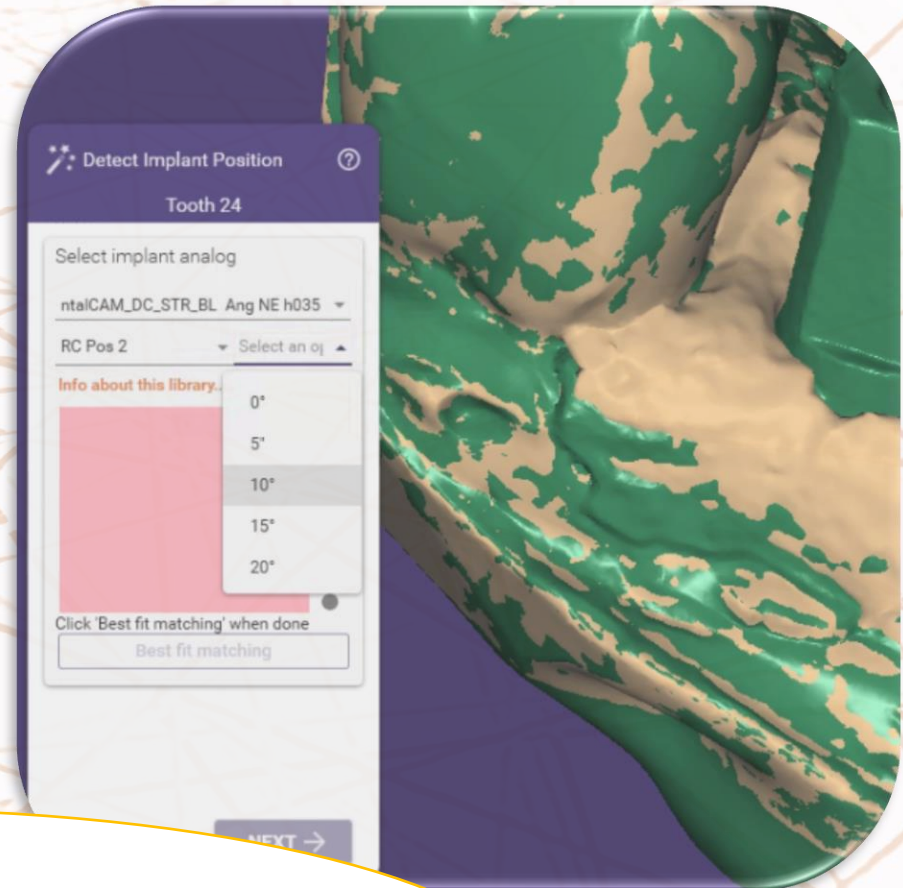 Detect Implant Position
Tooth 24
Select implant analog
ntalCAM_DC_STR_BL Ang NE h035
RC Pos 2 Select an
Info about this library..
0°
5°
10°
15°
20°
Click 'Best fit matching' when done
Best fit matching
NEXT